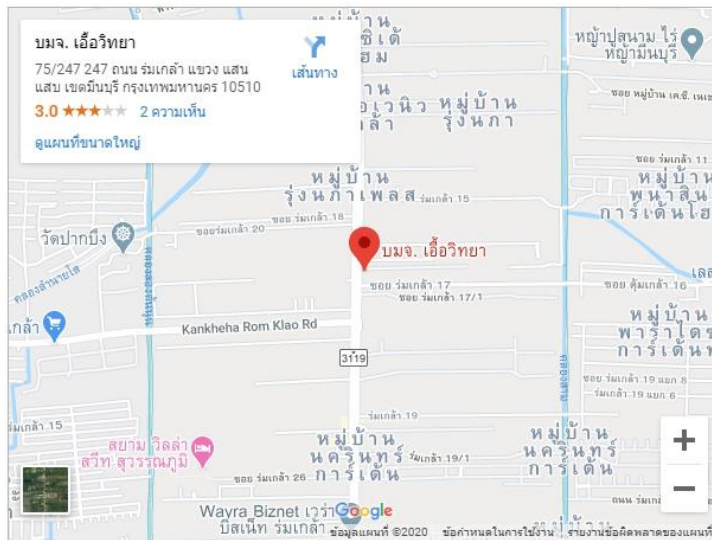 บมจ. เอื้อวิทยา
75/247 247 ถนน ร่มเกล้า แขวง แสน
แสบ เขตมีนบุรี กรุงเทพมหานคร 10510
3.0 ★★★★★ 2 ความเห็น
ดูแผนที่ขนาดใหญ่
เส้นทาง
หมู่บ้าน
หญ้าปูสนาม ไร่
หญ้ามีนบุรี
หมู่บ้าน
รุ่งนภา
หมู่บ้าน
รุ่งนภาเพลส
ร่มเกล้า 15
ซอย ร่มเกล้า 11
หมู่บ้าน
พนาสิน
การ์เด้นโฮ
ซอยร่มเกล้า 20
ซอย ร่มเกล้า 18
วัดปากบึง
บมจ. เอื้อวิทยา
ซอย ร่มเกล้า 17
ซอย ร่มเกล้า 17/1
ซอย คุ้มเกล้า 16
เลส
กล้า
Kankheha Rom Klao Rd
3119
หมู่บ้าน
พาราไดซ
การ์เด้นท
ซอย ร่มเกล้า 19 แยก 8
ซอย ร่มเกล้า 19 แยก 6
ร่มเกล้า 15
ร่มเกล้า 19
สยาม วิลล่า
สวีท สุวรรณภูมิ
หมู่บ้าน
นครินทร์
การ์เด้น
ร่มเกล้า 19/1
หมู่บ้าน
นครินทร์
การ์เด้น
ซอย ร่มเกล้า 26
+
−
Wayra Biznet เวร่า
บิสเน็ท ร่มเกล้า
Google
ถนน ร่มเก
หมู่บ้าน
ข้อมูลแผนที่ ©2020 ข้อกำหนดในการใช้งาน รายงานข้อผิดพลาดของแผนที่